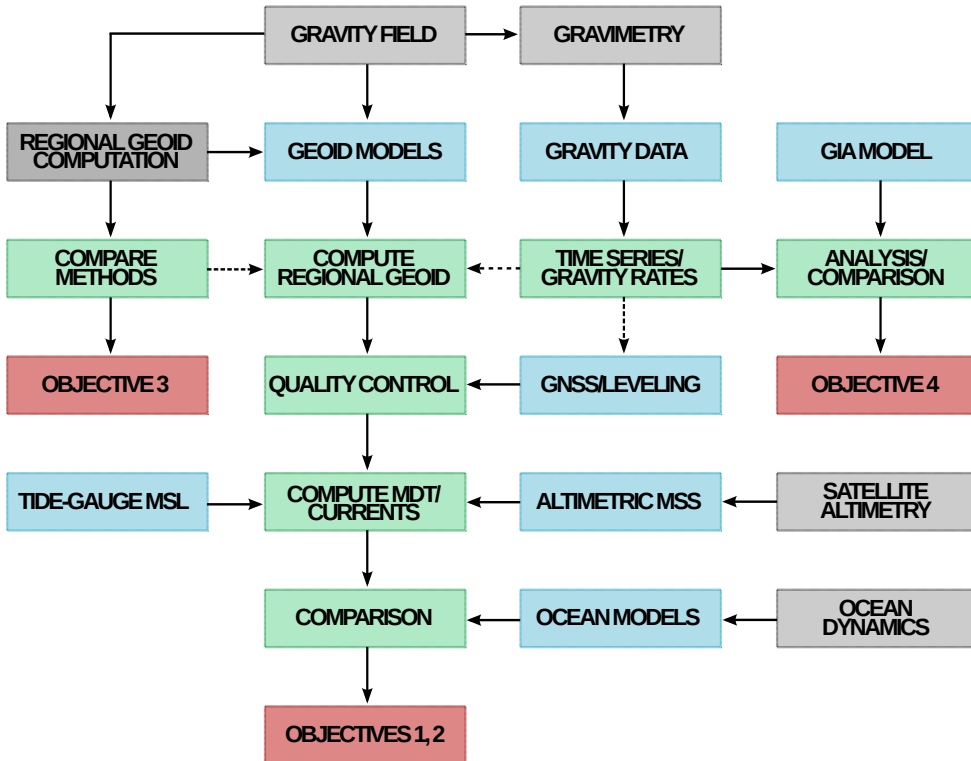 GRAVITY FIELD
GRAVIMETRY
REGIONAL GEOID
COMPUTATION
GEOID MODELS
GRAVITY DATA
GIA MODEL
COMPARE
METHODS
COMPUTE
REGIONAL GEOID
TIME SERIES/
GRAVITY RATES
ANALYSIS/
COMPARISON
OBJECTIVE 3
QUALITY CONTROL
GNSS/LEVELING
OBJECTIVE 4
TIDE-GAUGE MSL
COMPUTE MDT/
CURRENTS
ALTIMETRIC MSS
SATELLITE
ALTIMETRY
COMPARISON
OCEAN MODELS
OCEAN
DYNAMICS
OBJECTIVES 1, 2